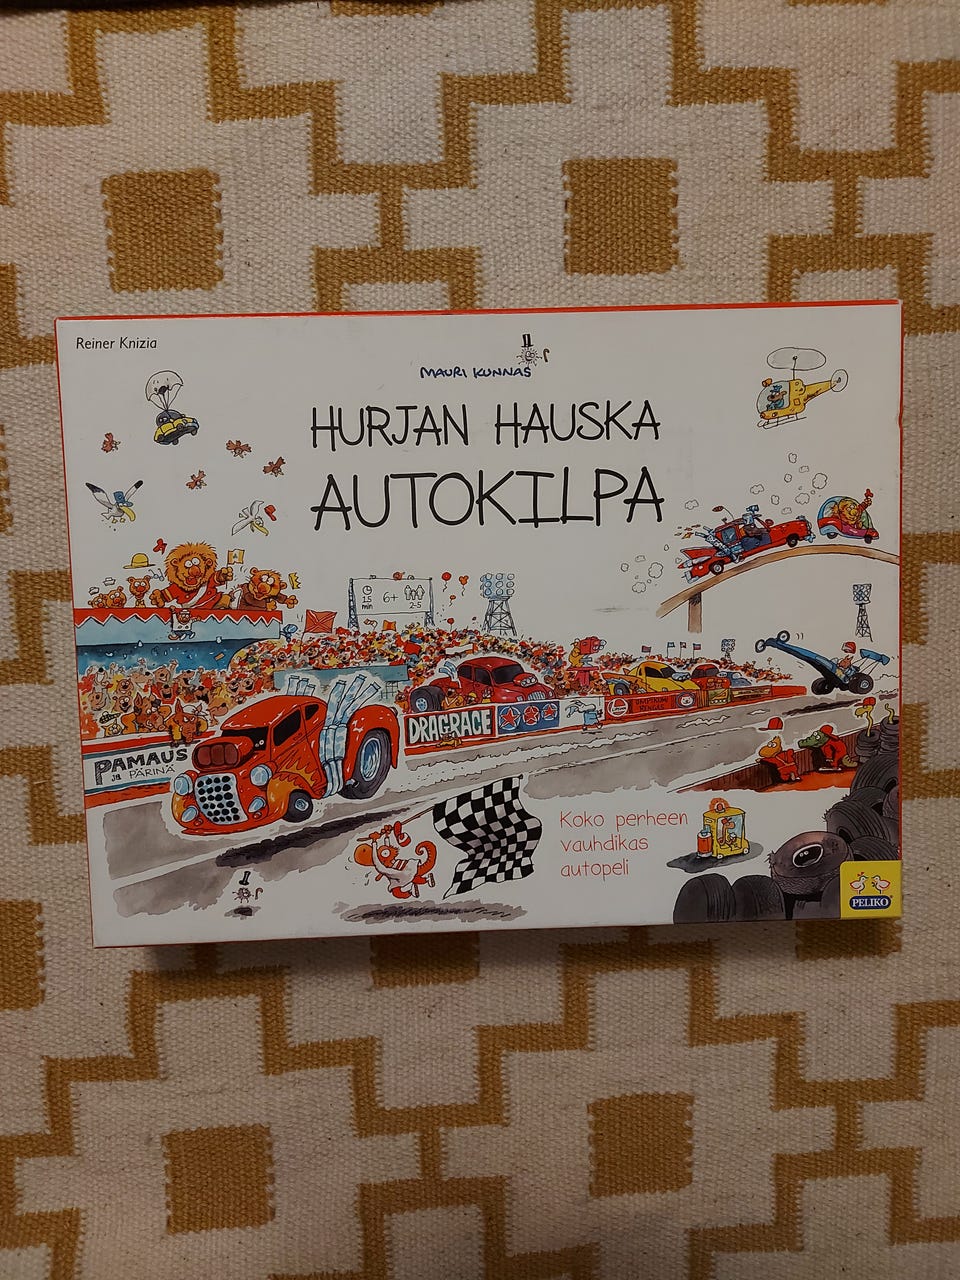 Reiner Knizia
MAURI KUNNAS
HURJAN HAUSKA
AUTOKILPA
15 min
6+
2-5
DRAGRACE
PAMAUS
ja PÄRINÄ
Koko perheen
vauhdikas
autopeli
PELIKO